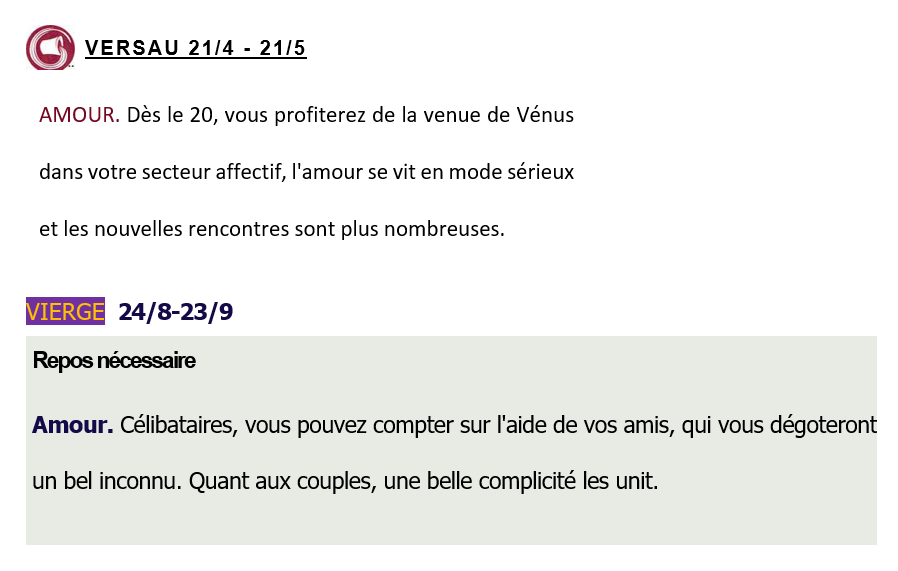 VERSAU 21/4 - 21/5
AMOUR. Dès le 20, vous profiterez de la venue de Vénus
dans votre secteur affectif, l'amour se vit en mode sérieux
et les nouvelles rencontres sont plus nombreuses.
VIERGE 24/8-23/9
Repos nécessaire
Amour. Célibataires, vous pouvez compter sur l'aide de vos amis, qui vous dégoteront
un bel inconnu. Quant aux couples, une belle complicité les unit.